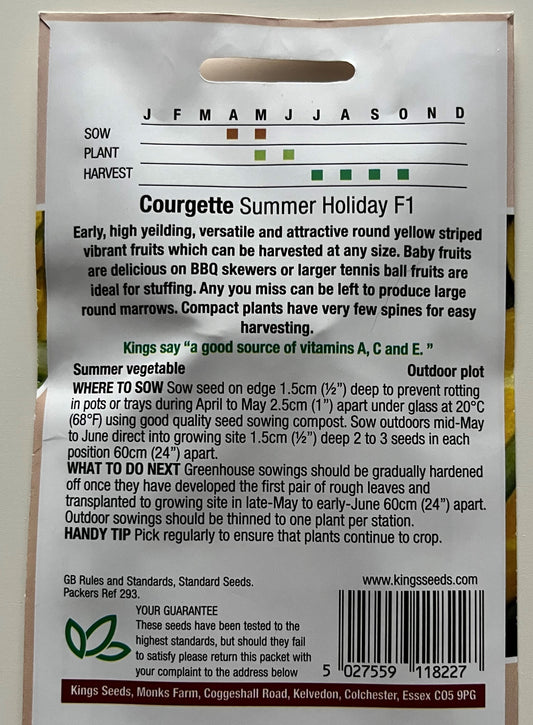 J F M A M J J A S O N D
SOW
PLANT
HARVEST
Courgette Summer Holiday F1
Early, high yeilding, versatile and attractive round yellow striped
vibrant fruits which can be harvested at any size. Baby fruits
are delicious on BBQ skewers or larger tennis ball fruits are
ideal for stuffing. Any you miss can be left to produce large
round marrows. Compact plants have very few spines for easy
harvesting.
Kings say “a good source of vitamins A, C and E. ”
Summer vegetable Outdoor plot
WHERE TO SOW Sow seed on edge 1.5cm (½”) deep to prevent rotting
in pots or trays during April to May 2.5cm (1”) apart under glass at 20°C
(68°F) using good quality seed sowing compost. Sow outdoors mid-May
to June direct into growing site 1.5cm (½”) deep 2 to 3 seeds in each
position 60cm (24”) apart.
WHAT TO DO NEXT Greenhouse sowings should be gradually hardened
off once they have developed the first pair of rough leaves and
transplanted to growing site in late-May to early-June 60cm (24”) apart.
Outdoor sowings should be thinned to one plant per station.
HANDY TIP Pick regularly to ensure that plants continue to crop.
GB Rules and Standards, Standard Seeds.
Packers Ref 293.
www.kingsseeds.com
YOUR GUARANTEE
These seeds have been tested to the
highest standards, but should they fail
to satisfy please return this packet with
your complaint to the address below
5 027559 118227
Kings Seeds, Monks Farm, Coggeshall Road, Kelvedon, Colchester, Essex CO5 9PG